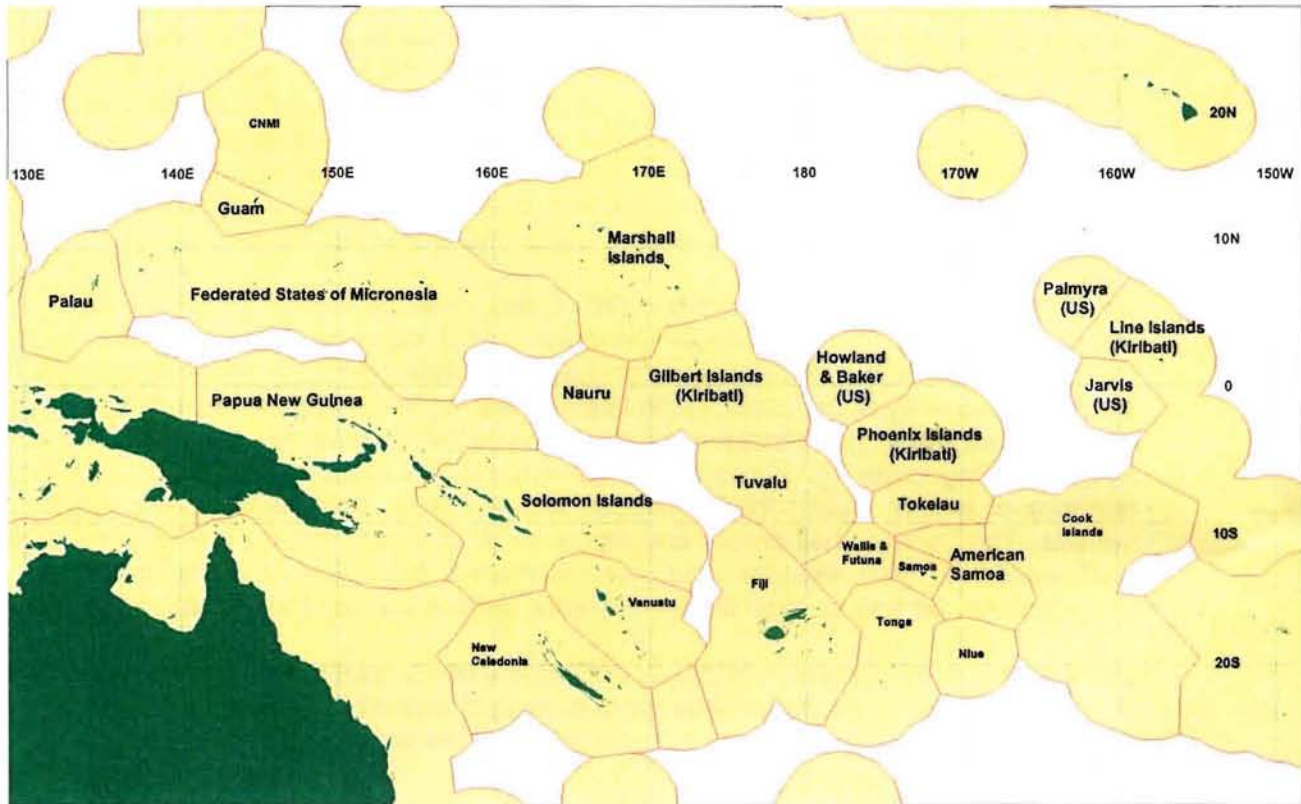 20N
CNMI
130E 140E 150E 160E 170E 180 170W 160W 150W
Guam
Marshall
Islands
10N
Palau
Federated States of Micronesia
Palmyra
(US)
Line Islands
(Kiribati)
Howland
& Baker
(US)
Nauru
Gilbert Islands
(Kiribati)
Jarvis
(US)
0
Papua New Guinea
Phoenix Islands
(Kiribati)
Tuvalu
Solomon Islands
Tokelau
Cook
Islands
10S
Wallis &
Futuna
Samoa
American
Samoa
Fiji
Vanuatu
Tonga
New
Caledonia
Niue
20S